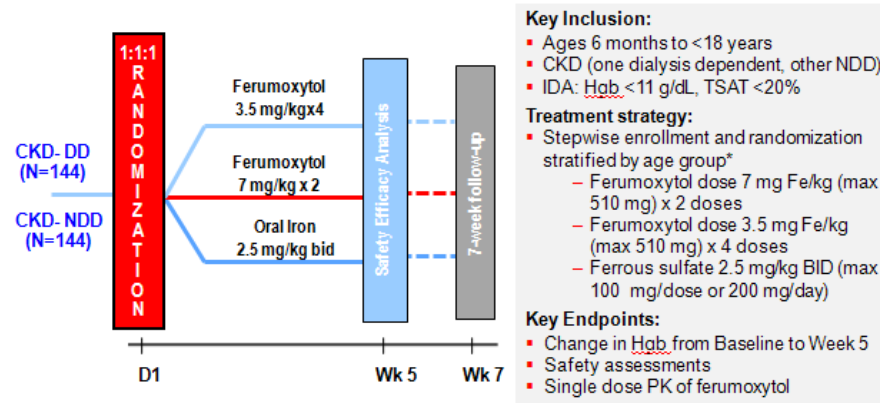 1:1:1
RANDOMIZATION
CKD- DD
(N=144)
CKD-NDD
(N=144)
Ferumoxytol
3.5 mg/kgx4
Ferumoxytol
7 mg/kg x 2
Oral Iron
2.5 mg/kg bid
Safety Efficacy Analysis
7-week follow-up
D1
Wk 5
Wk 7
Key Inclusion:
▪ Ages 6 months to <18 years
▪ CKD (one dialysis dependent, other NDD)
▪ IDA: Hgb <11 g/dL, TSAT <20%
Treatment strategy:
▪ Stepwise enrollment and randomization
stratified by age group*
– Ferumoxytol dose 7 mg Fe/kg (max
510 mg) x 2 doses
– Ferumoxytol dose 3.5 mg Fe/kg
(max 510 mg) x 4 doses
– Ferrous sulfate 2.5 mg/kg BID (max
100 mg/dose or 200 mg/day)
Key Endpoints:
▪ Change in Hgb from Baseline to Week 5
▪ Safety assessments
▪ Single dose PK of ferumoxytol